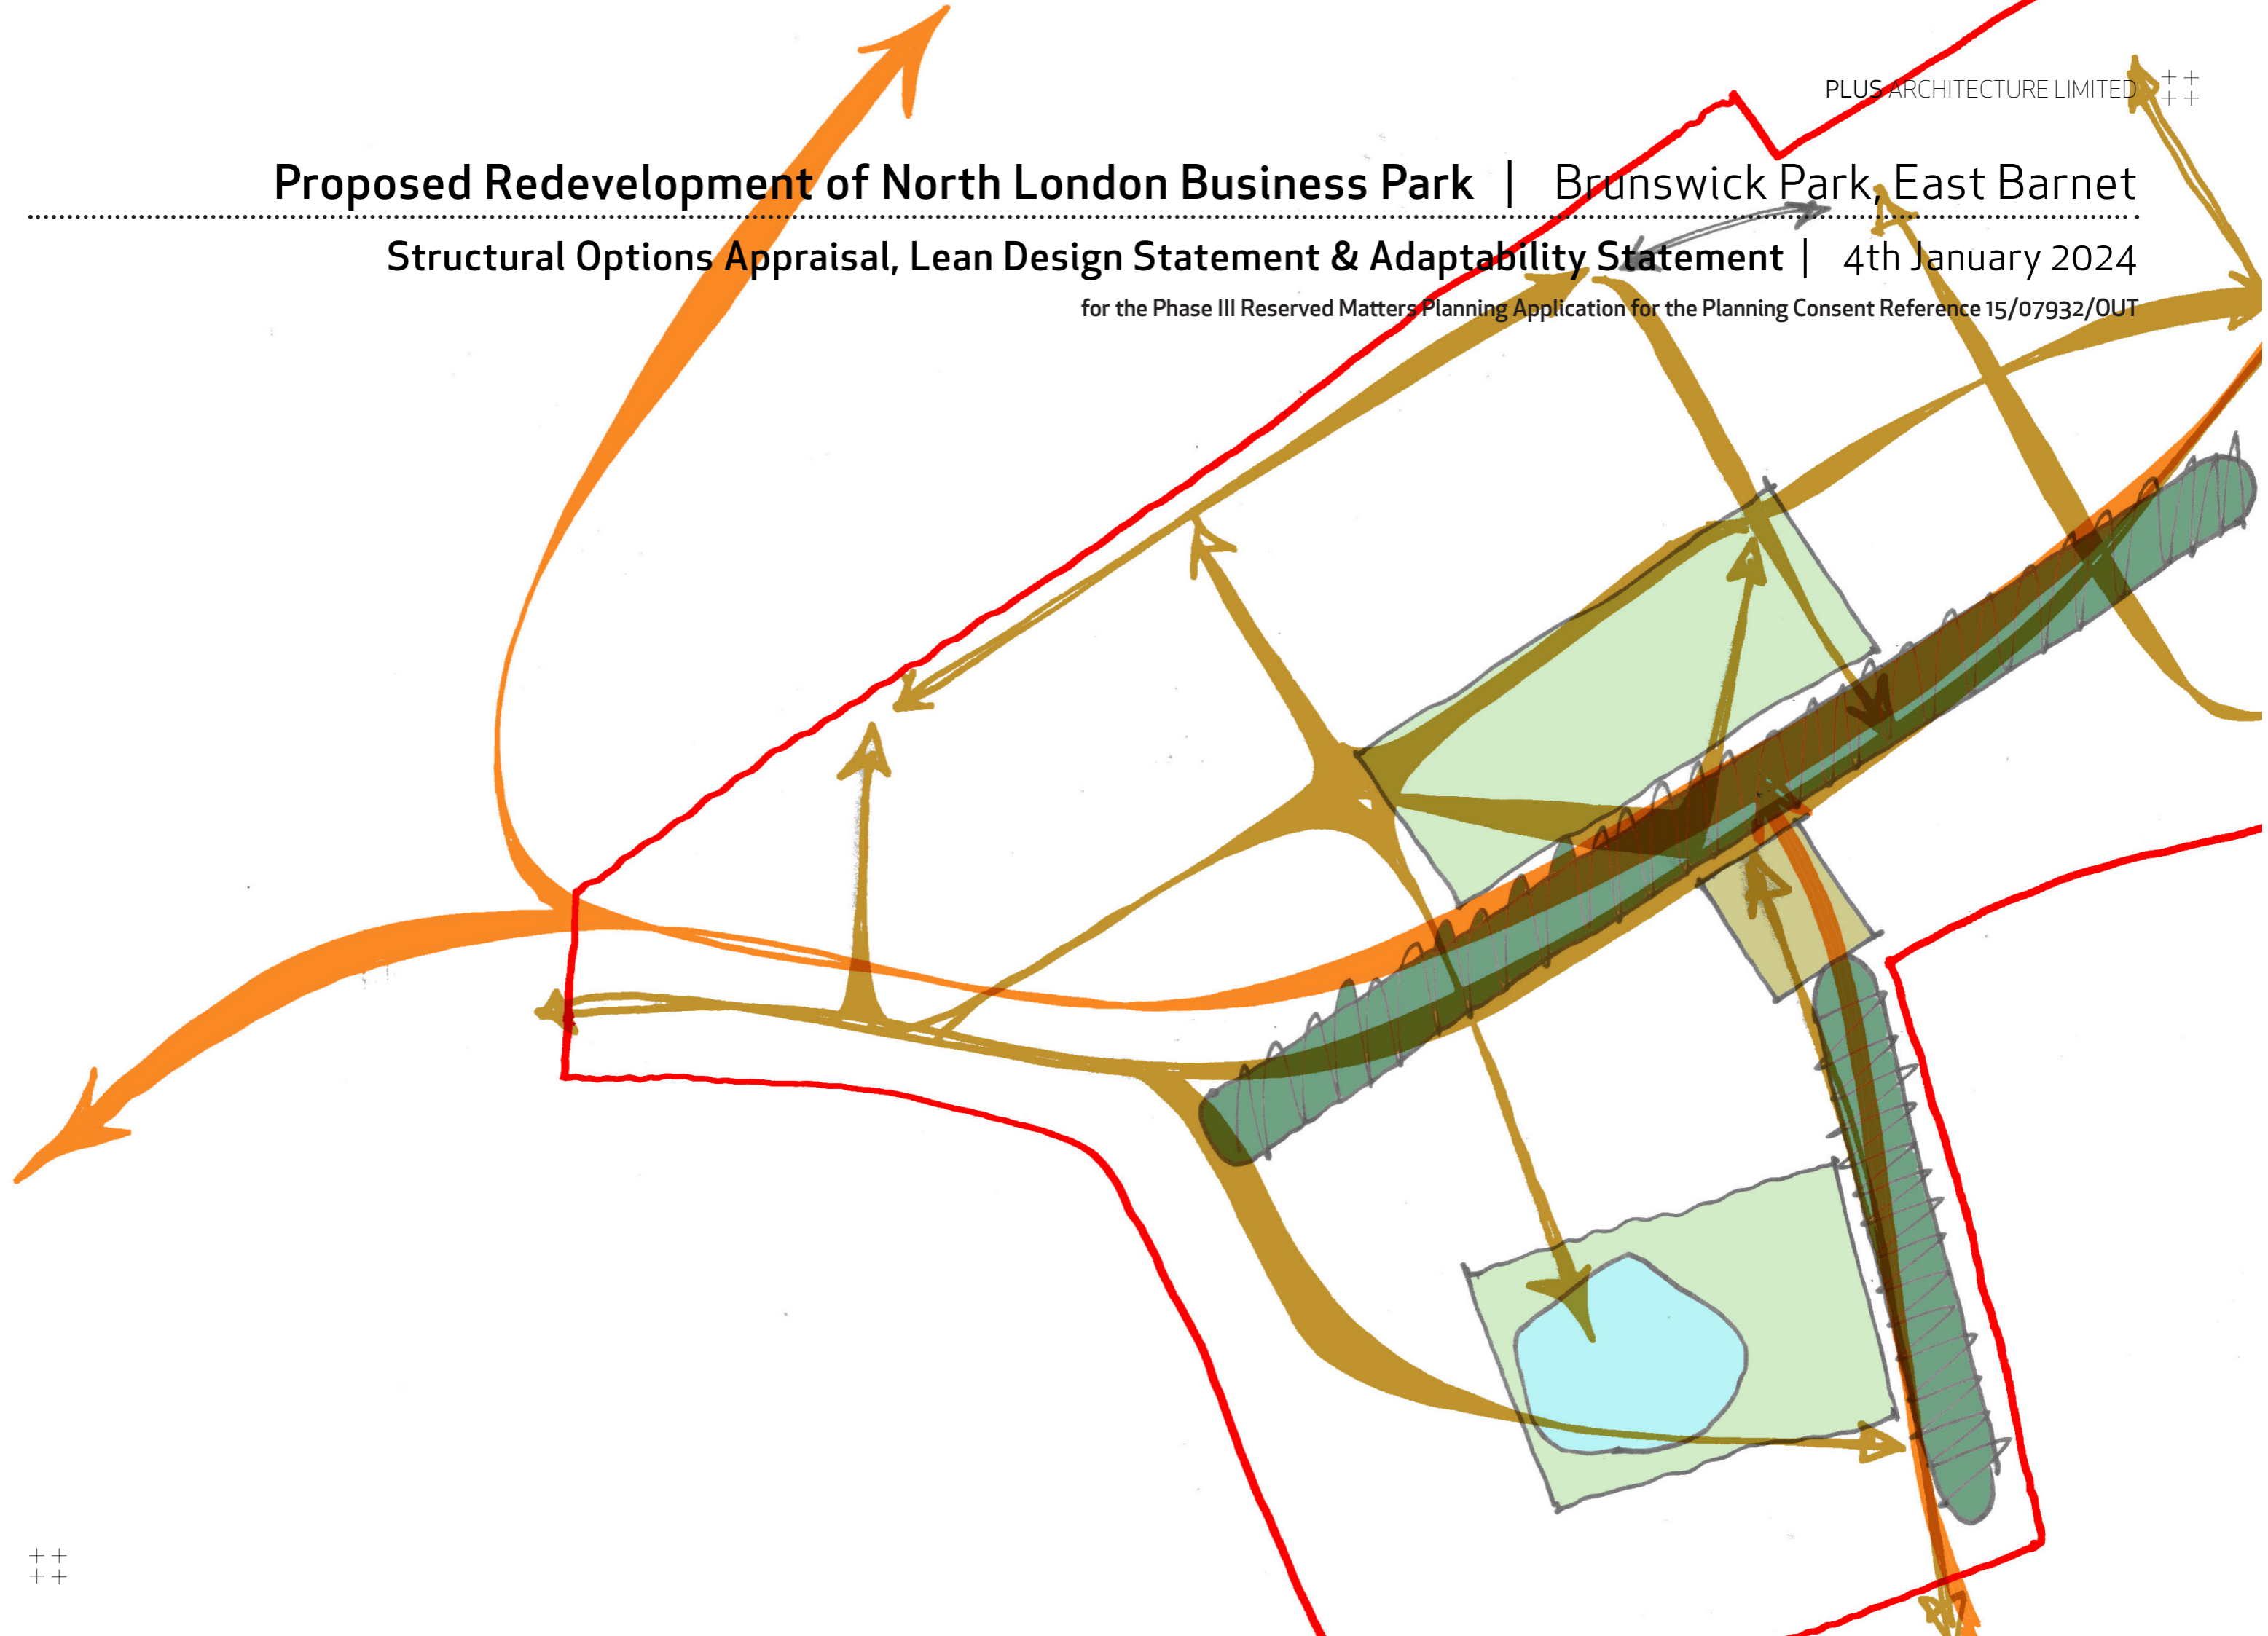 PLUS ARCHITECTURE LIMITED
Proposed Redevelopment of North London Business Park | Brunswick Park, East Barnet
Structural Options Appraisal, Lean Design Statement & Adaptability Statement | 4th January 2024
for the Phase III Reserved Matters Planning Application for the Planning Consent Reference 15/07932/OUT